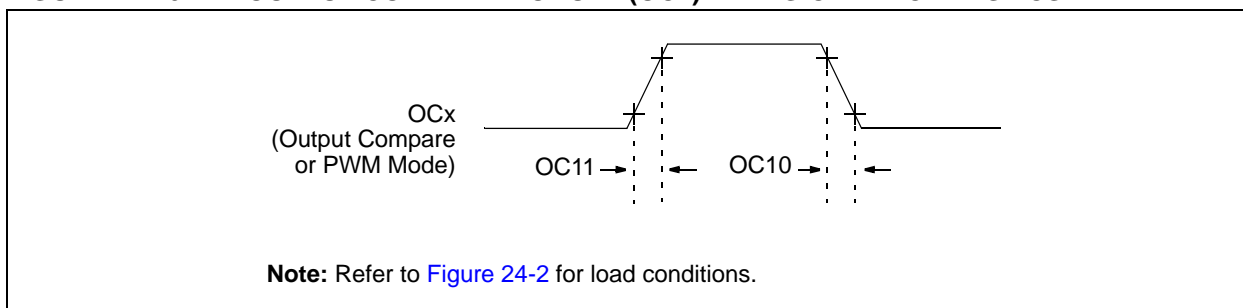 OCx
(Output Compare
or PWM Mode)
OC11
OC10
Note: Refer to Figure 24-2 for load conditions.